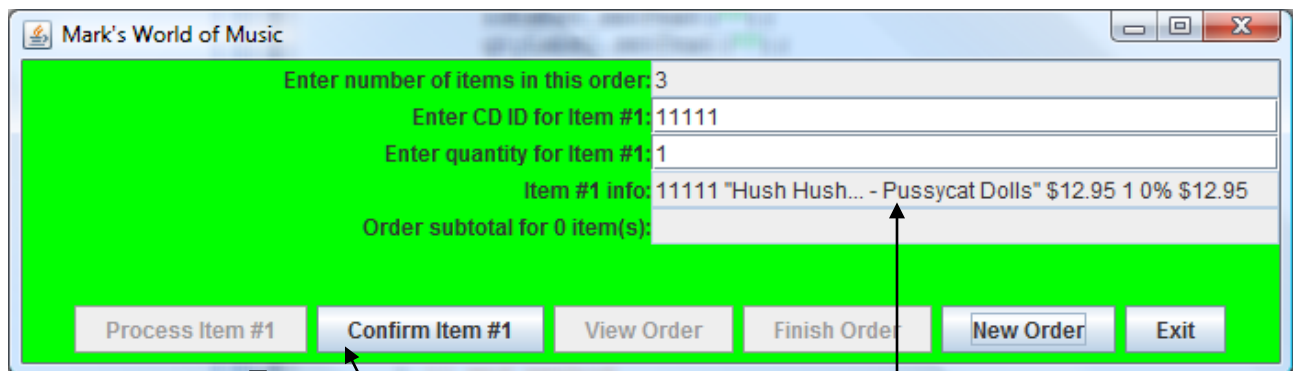 Mark's World of Music
Enter number of items in this order: 3
Enter CD ID for Item #1: 11111
Enter quantity for Item #1: 1
Item #1 info: 11111 "Hush Hush... - Pussycat Dolls" $12.95 1 0% $12.95
Order subtotal for 0 item(s):
Process Item #1 Confirm Item #1 View Order Finish Order New Order Exit